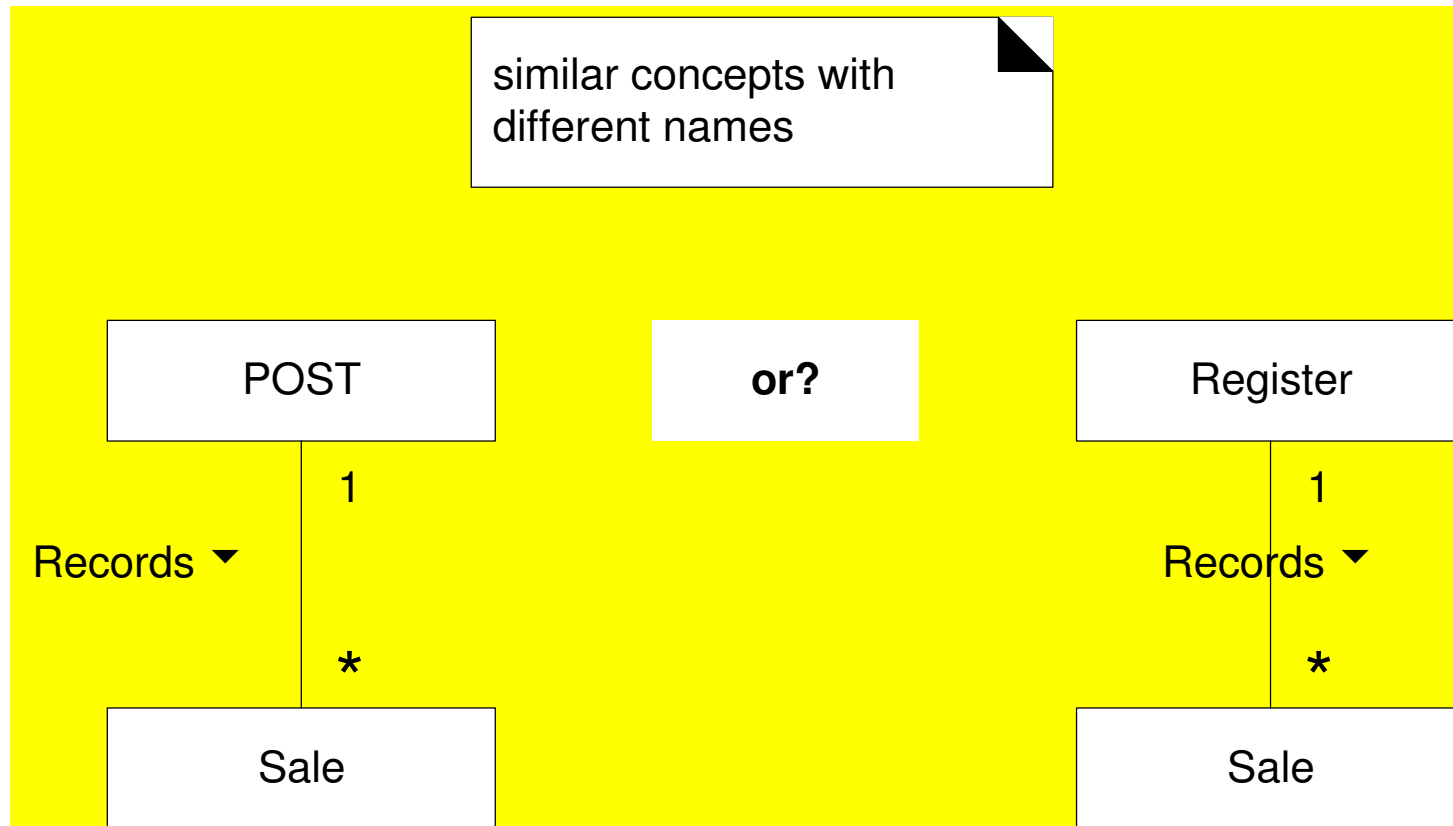 similar concepts with
different names
POST
or?
Register
1
1
Records
Records
*
*
Sale
Sale